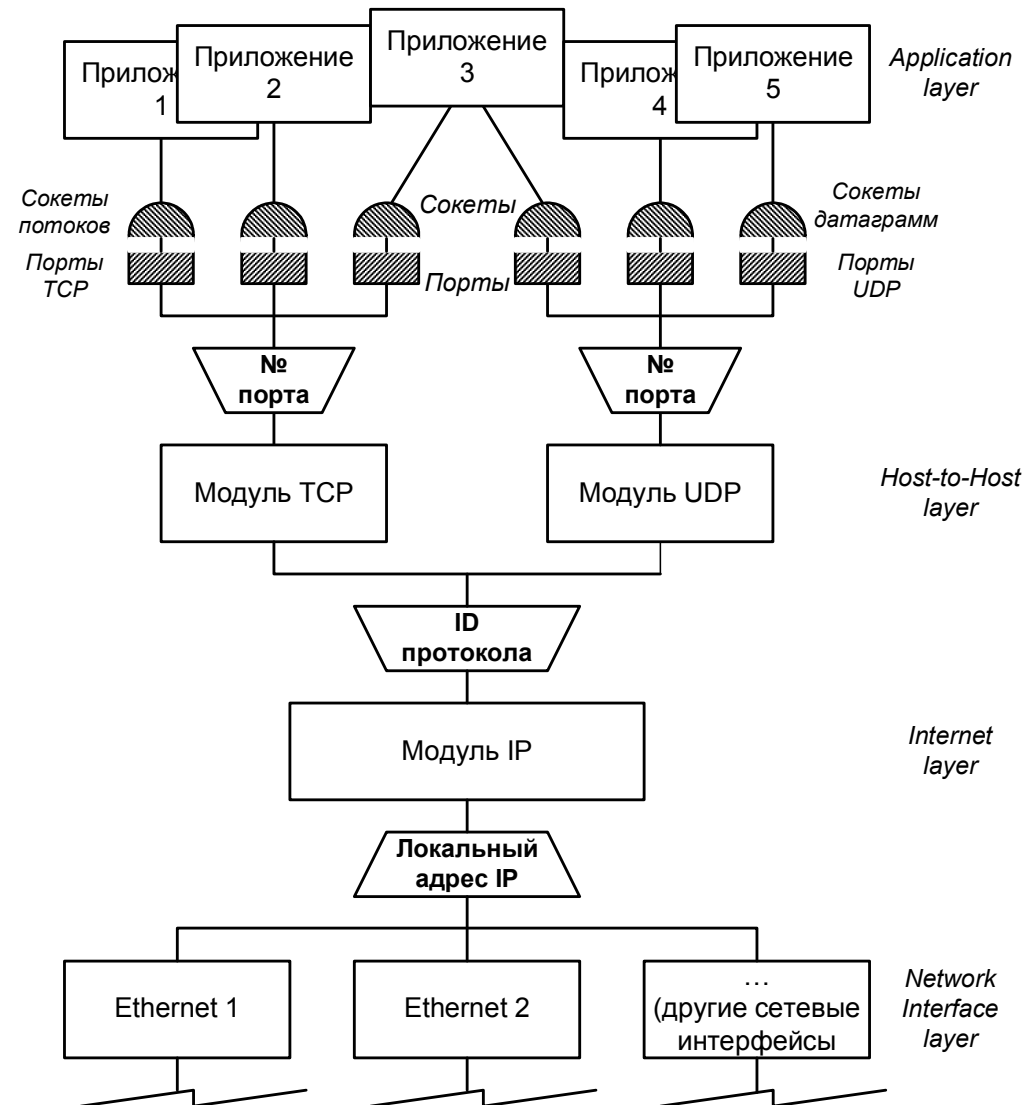 Прилож
1
Приложение
2
Приложение
3
Прилож
4
Приложение
5
Application
layer
Сокеты
потоков
Сокеты
Сокеты
датаграмм
Порты
TCP
Порты
Порты
UDP
№
порта
№
порта
Модуль TCP
Модуль UDP
Host-to-Host
layer
ID
протокола
Модуль IP
Internet
layer
Локальный
адрес IP
Ethernet 1
Ethernet 2
…
(другие сетевые
интерфейсы
Network
Interface
layer